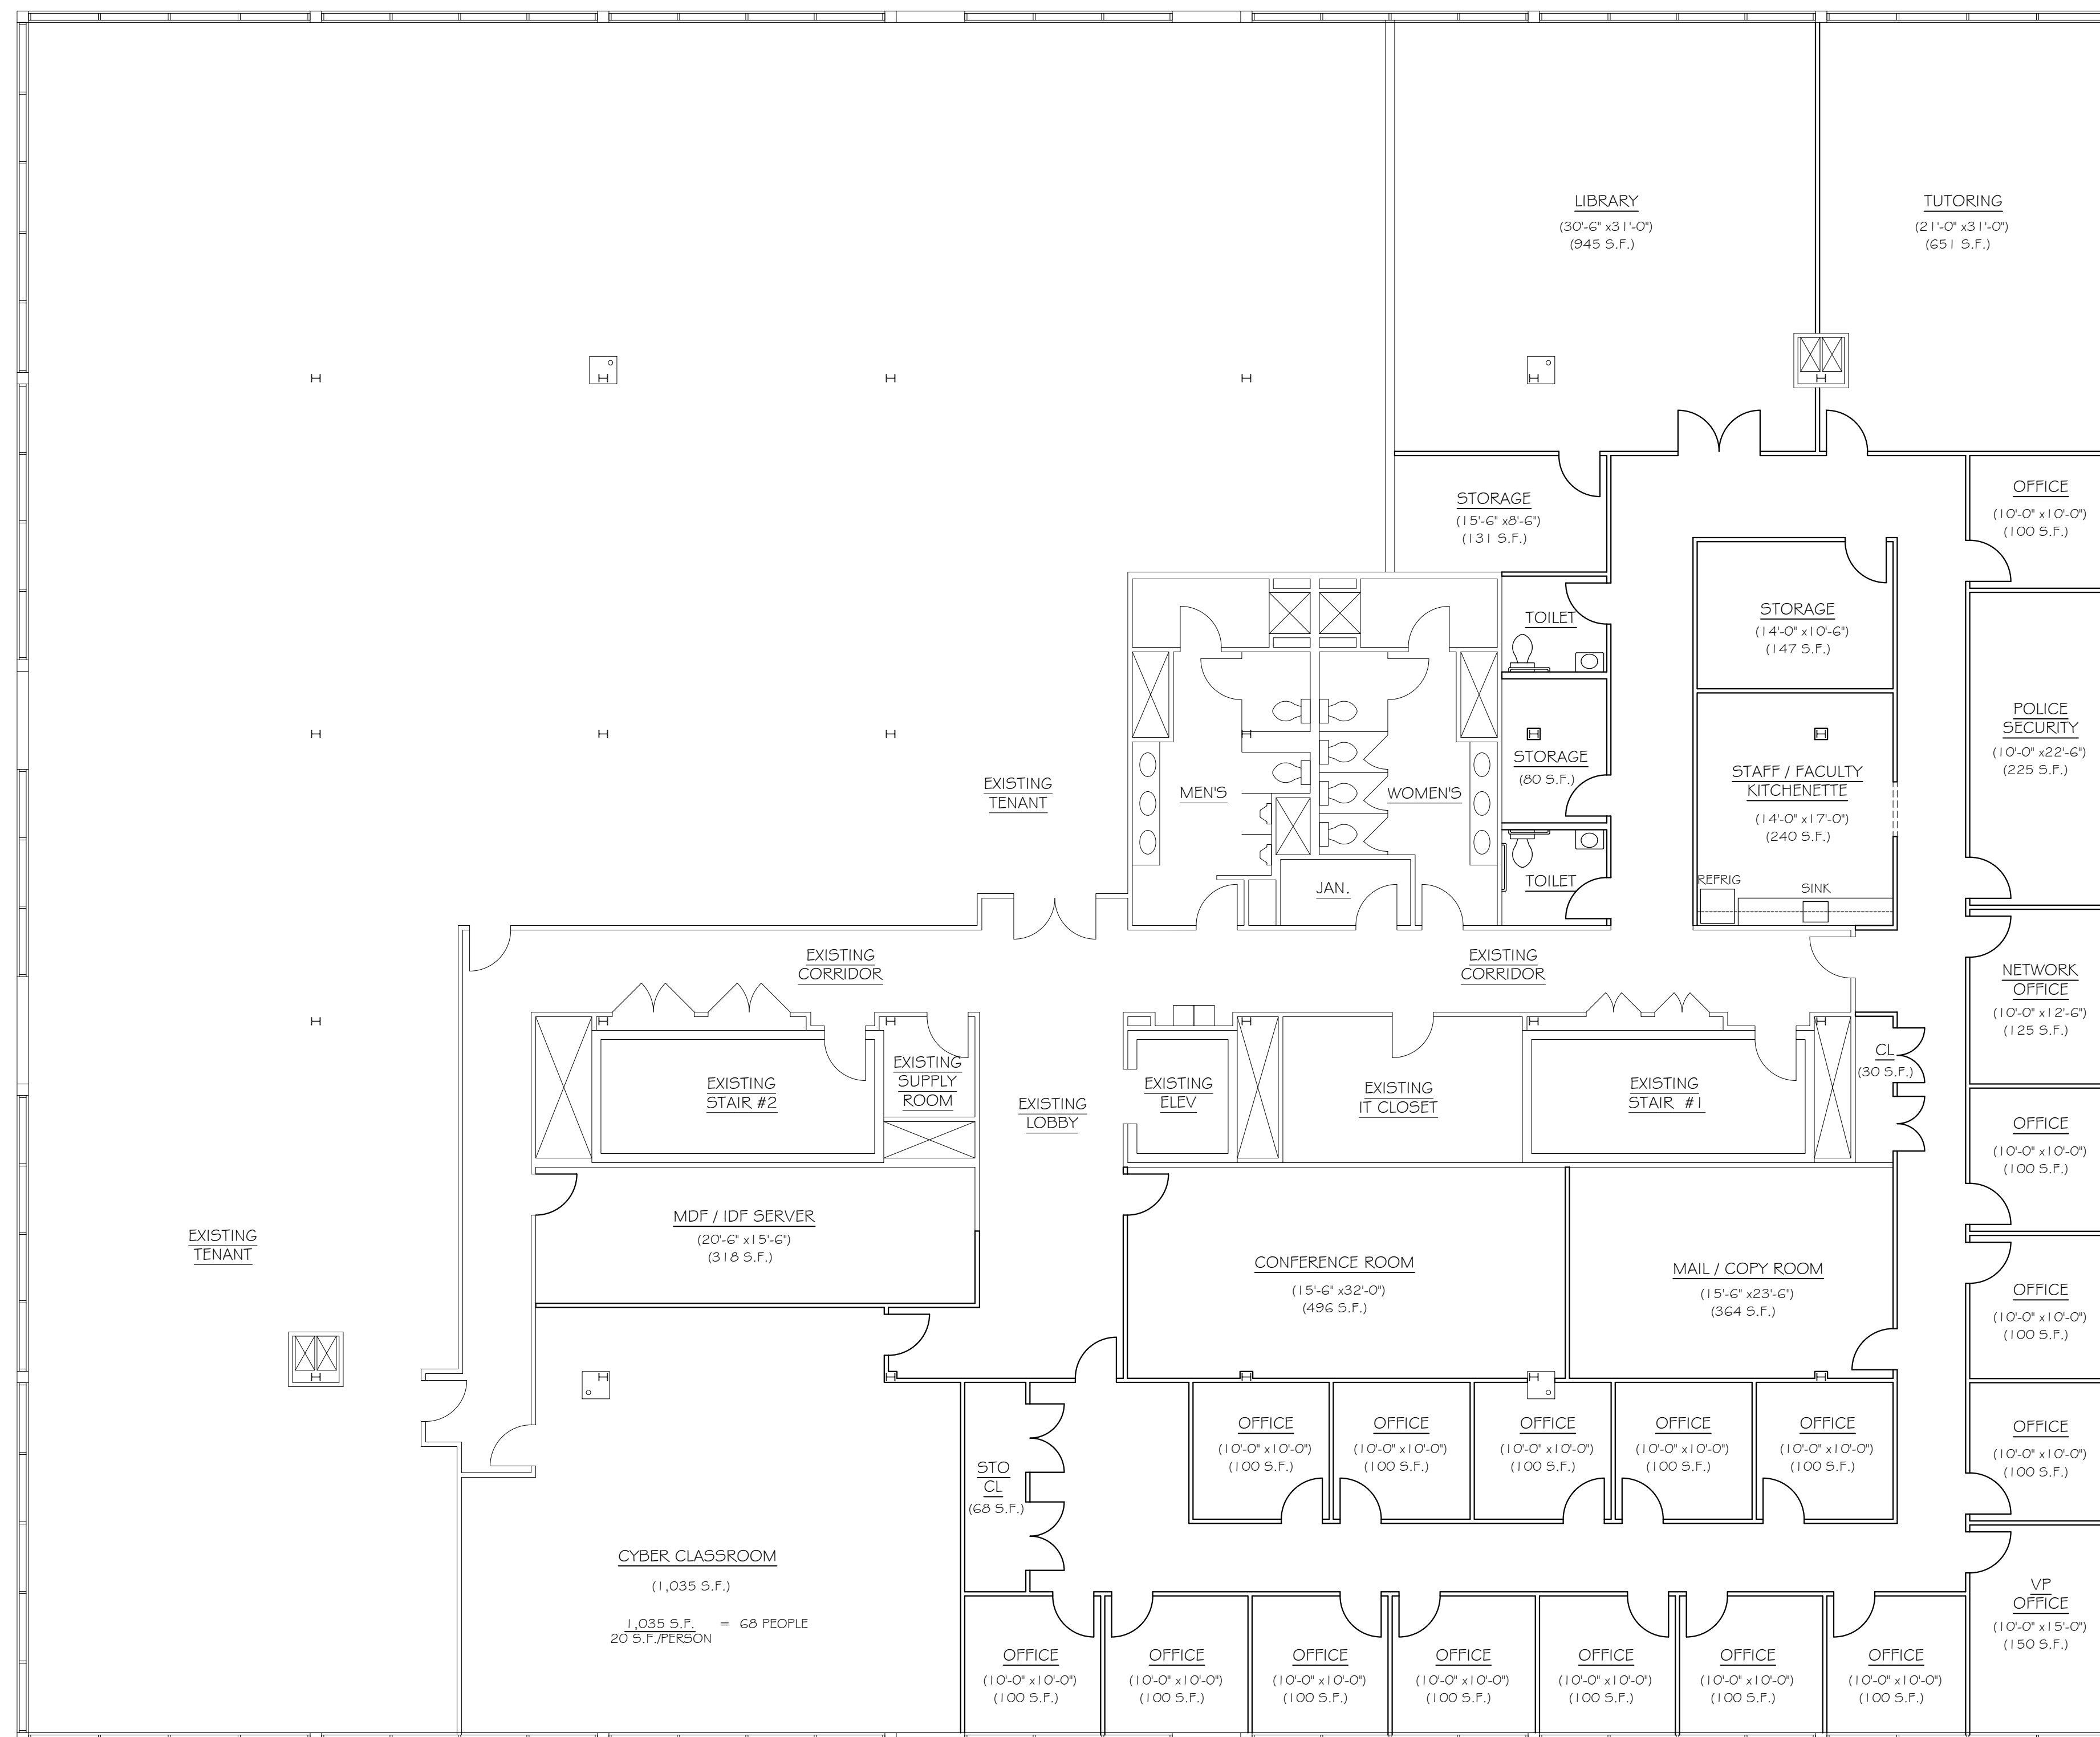 LIBRARY
(30'-6" x31'-0")
(945 S.F.)
TUTORING
(21'-0" x31'-0")
(651 S.F.)
STORAGE
(15'-6" x8'-6")
(131 S.F.)
OFFICE
(10'-0" x10'-0")
(100 S.F.)
TOILET
STORAGE
(14'-0" x10'-6")
(147 S.F.)
POLICE
SECURITY
(10'-0" x22'-6")
(225 S.F.)
STORAGE
(80 S.F.)
STAFF / FACULTY
KITCHENETTE
(14'-0" x17'-0")
(240 S.F.)
EXISTING
TENANT
MEN'S
WOMEN'S
JAN.
TOILET
REFRIG
SINK
EXISTING
CORRIDOR
EXISTING
CORRIDOR
NETWORK
OFFICE
(10'-0" x12'-6")
(125 S.F.)
EXISTING
STAIR #2
EXISTING
SUPPLY
ROOM
EXISTING
LOBBY
EXISTING
ELEV
EXISTING
IT CLOSET
EXISTING
STAIR #1
CL
(30 S.F.)
OFFICE
(10'-0" x10'-0")
(100 S.F.)
EXISTING
TENANT
MDF / IDF SERVER
(20'-6" x15'-6")
(318 S.F.)
CONFERENCE ROOM
(15'-6" x32'-0")
(496 S.F.)
MAIL / COPY ROOM
(15'-6" x23'-6")
(364 S.F.)
OFFICE
(10'-0" x10'-0")
(100 S.F.)
STO
CL
(68 S.F.)
OFFICE
(10'-0" x10'-0")
(100 S.F.)
OFFICE
(10'-0" x10'-0")
(100 S.F.)
OFFICE
(10'-0" x10'-0")
(100 S.F.)
OFFICE
(10'-0" x10'-0")
(100 S.F.)
OFFICE
(10'-0" x10'-0")
(100 S.F.)
OFFICE
(10'-0" x10'-0")
(100 S.F.)
CYBER CLASSROOM
(1,035 S.F.)
1,035 S.F. = 68 PEOPLE
20 S.F./PERSON
VP
OFFICE
(10'-0" x15'-0")
(150 S.F.)
OFFICE
(10'-0" x10'-0")
(100 S.F.)
OFFICE
(10'-0" x10'-0")
(100 S.F.)
OFFICE
(10'-0" x10'-0")
(100 S.F.)
OFFICE
(10'-0" x10'-0")
(100 S.F.)
OFFICE
(10'-0" x10'-0")
(100 S.F.)
OFFICE
(10'-0" x10'-0")
(100 S.F.)
OFFICE
(10'-0" x10'-0")
(100 S.F.)